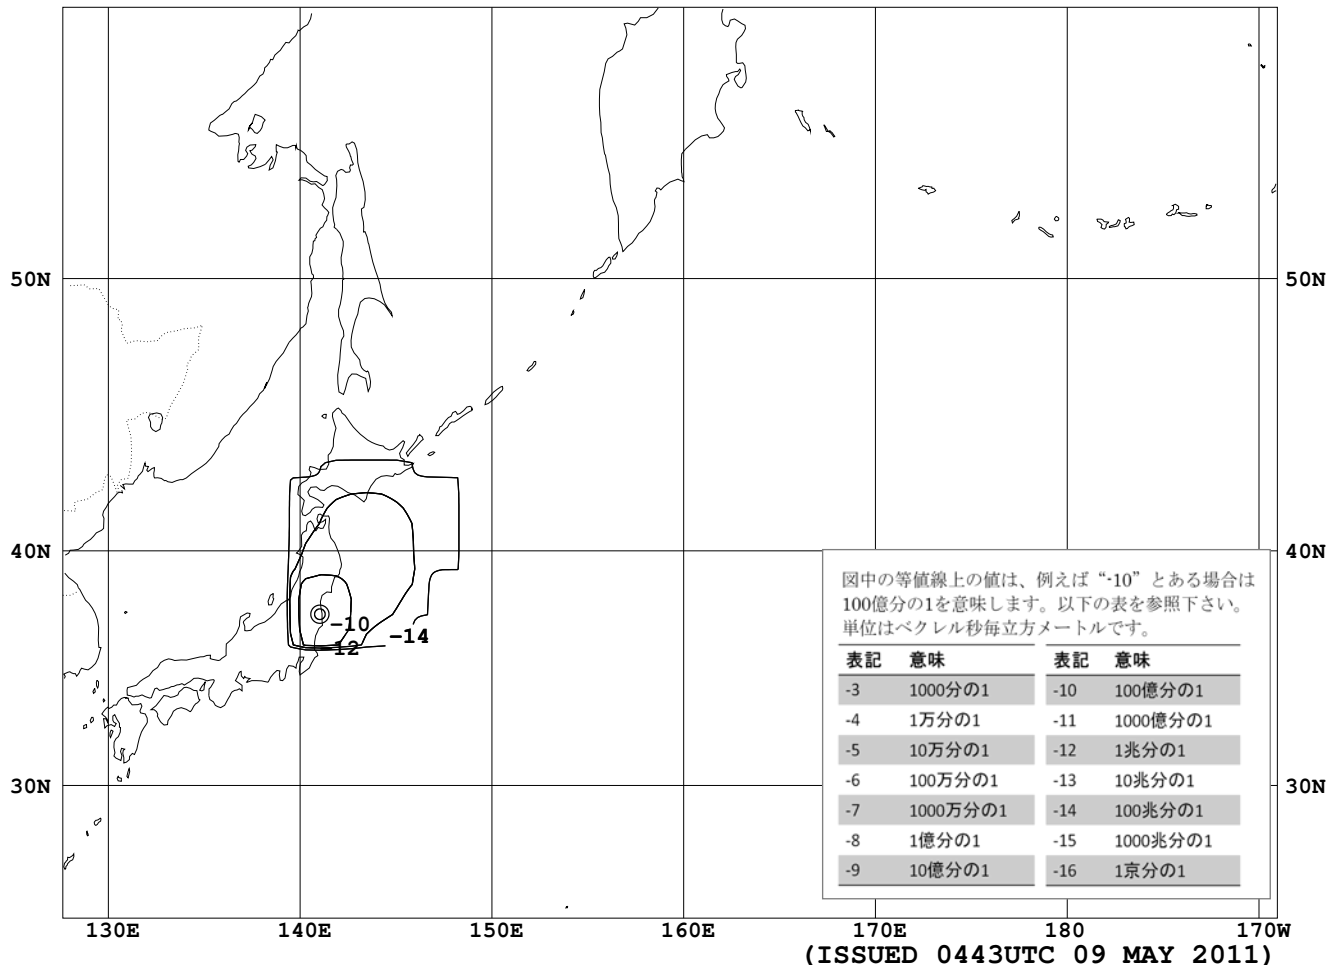 50N
50N
40N
40N
-10
-12
-14
30N
30N
図中の等値線上の値は、例えば“-10”とある場合は
100億分の1を意味します。以下の表を参照下さい。
単位はベクレル秒毎立方メートルです。
表記 意味 表記 意味
-3 1000分の1 -10 100億分の1
-4 1万分の1 -11 1000億分の1
-5 10万分の1 -12 1兆分の1
-6 100万分の1 -13 10兆分の1
-7 1000万分の1 -14 100兆分の1
-8 1億分の1 -15 1000兆分の1
-9 10億分の1 -16 1京分の1
130E 140E 150E 160E 170E 180 170W
(ISSUED 0443UTC 09 MAY 2011)